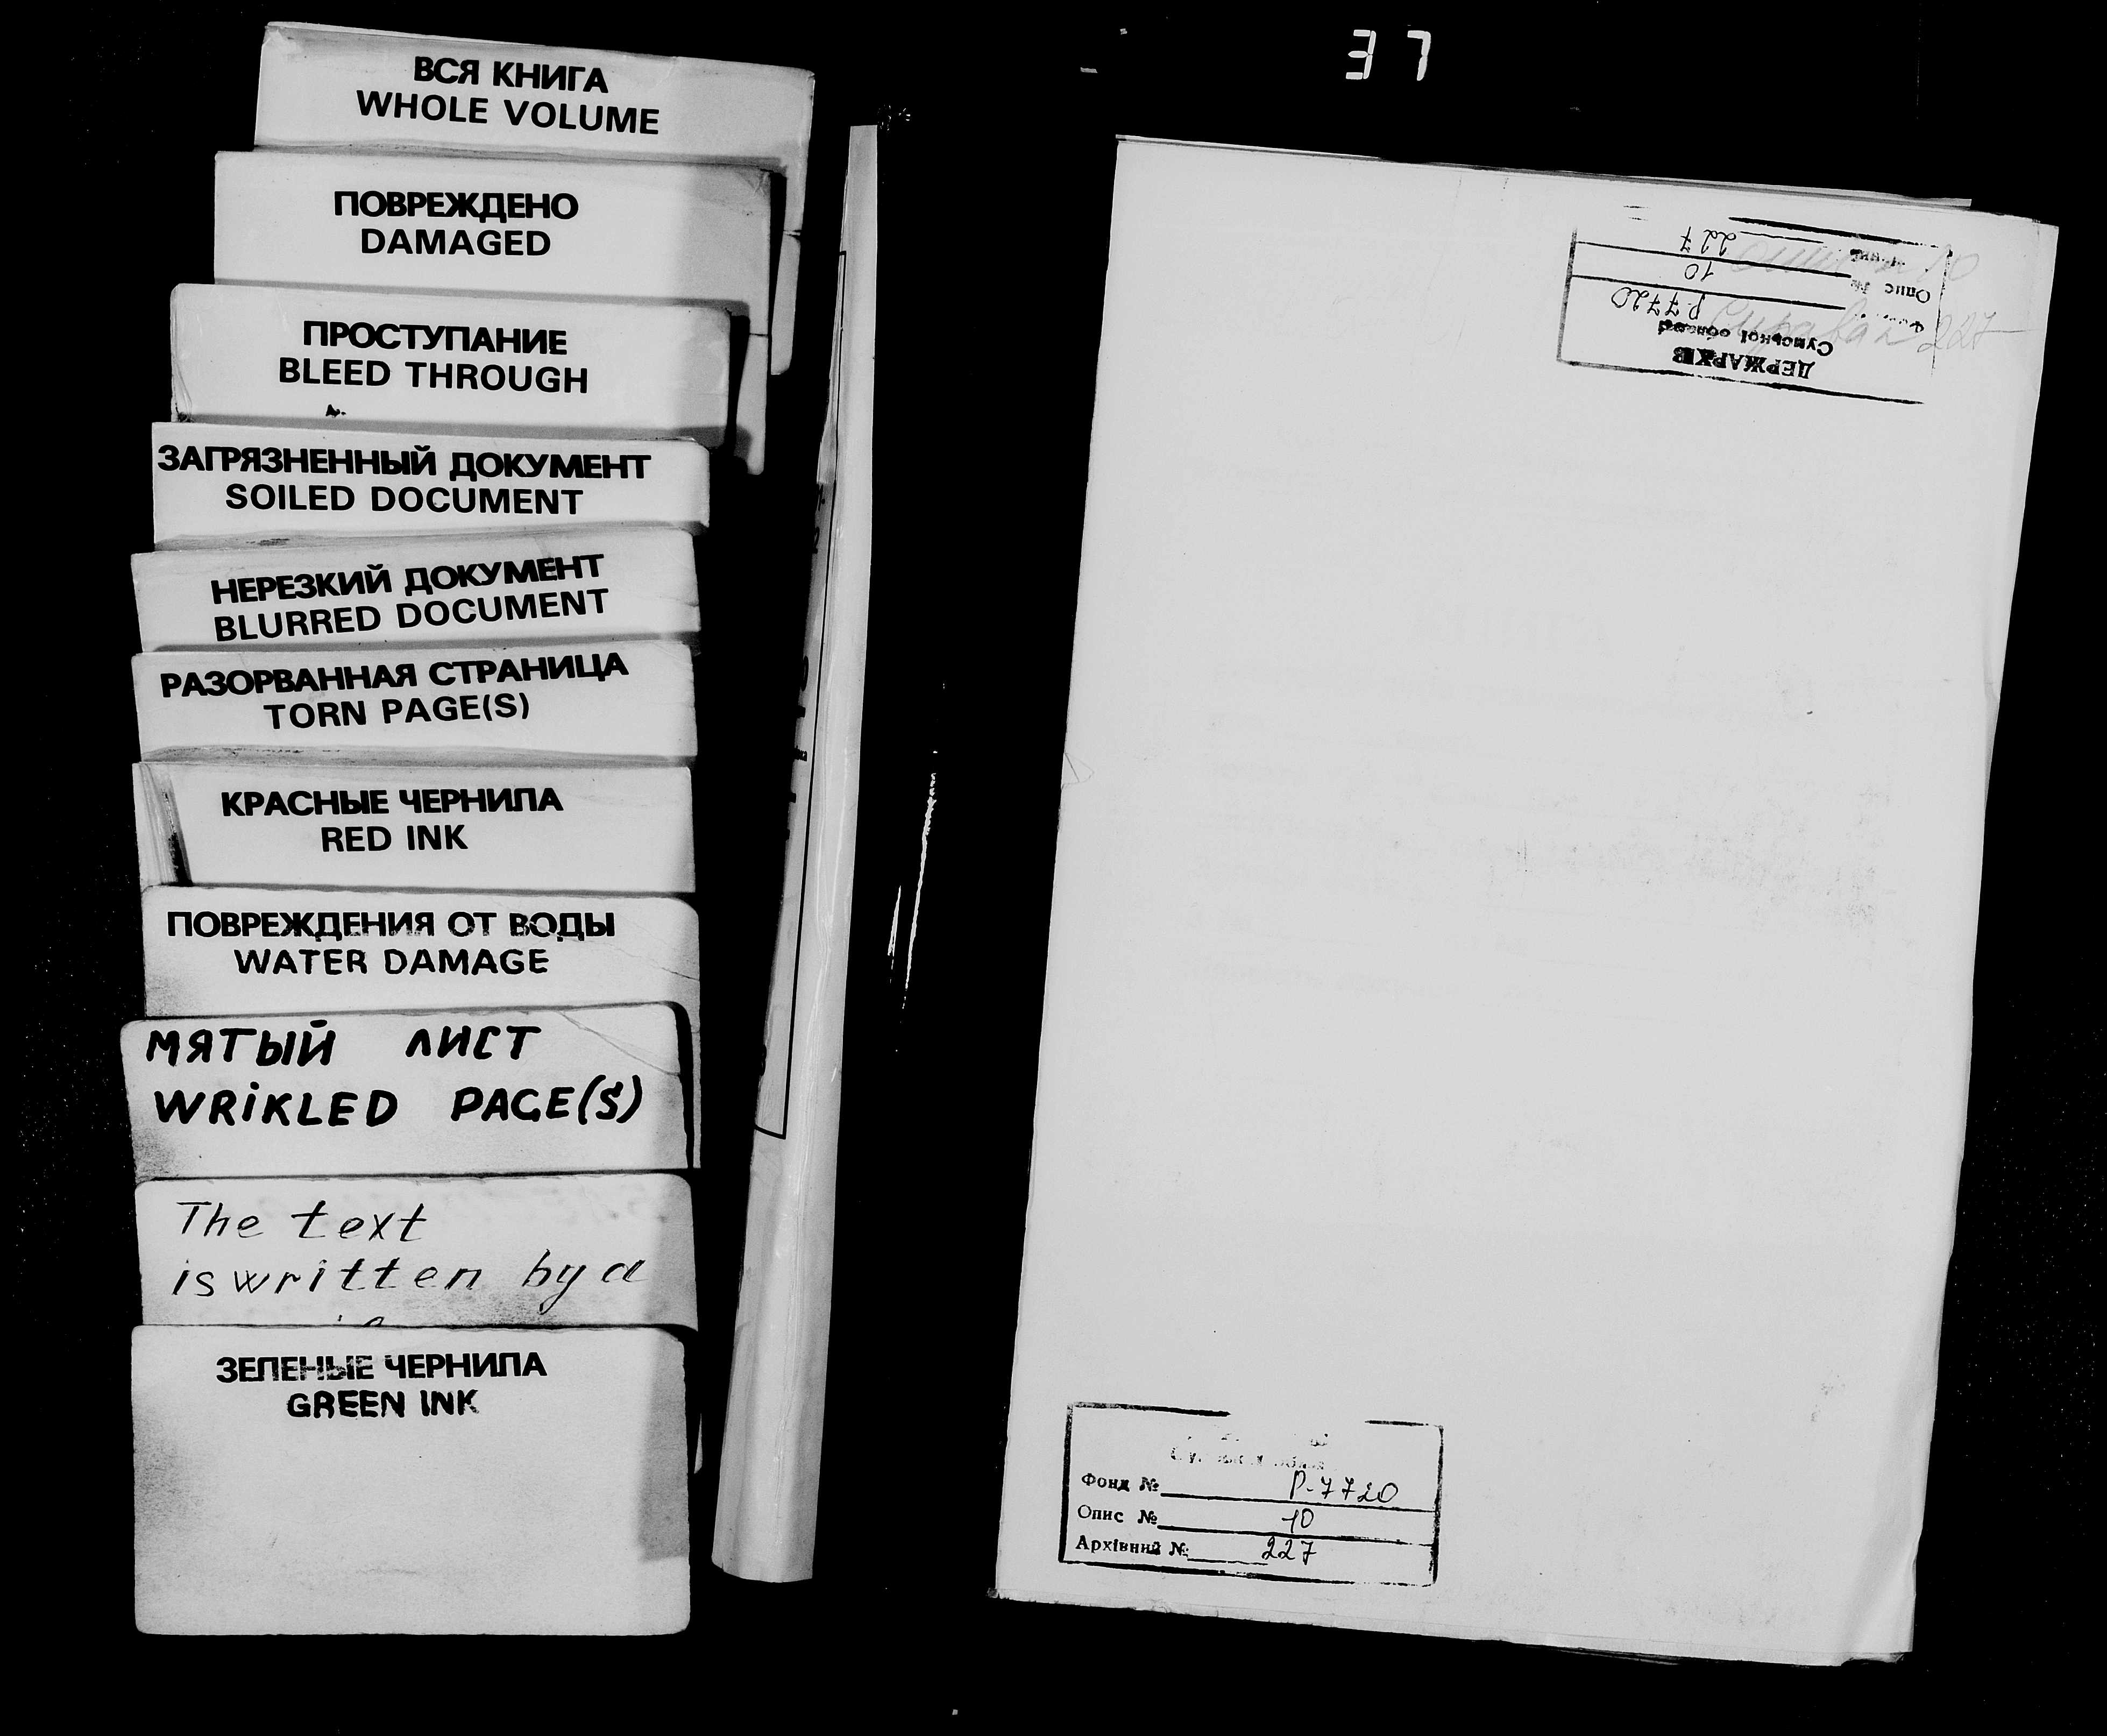 37
ВСЯ КНИГА
WHOLE VOLUME
ПОВРЕЖДЕНО
DAMAGED
ПРОСТУПАНИЕ
BLEED THROUGH
ЗАГРЯЗНЕННЫЙ ДОКУМЕНТ
SOILED DOCUMENT
НЕРЕЗКИЙ ДОКУМЕНТ
BLURRED DOCUMENT
РАЗОРВАННАЯ СТРАНИЦА
TORN PAGE(S)
КРАСНЫЕ ЧЕРНИЛА
RED INK
ПОВРЕЖДЕНИЯ ОТ ВОДЫ
WATER DAMAGE
МЯТЫЙ ЛИСТ
WRIKLED PAGE(S)
The text
is written by a
ЗЕЛЕНЫЕ ЧЕРНИЛА
GREEN INK
ДЕРЖАРХІВ
Сумської області
Р-7720
Опис № 10
227
Фонд № Р-7720
Опис № 10
Архівний № 227